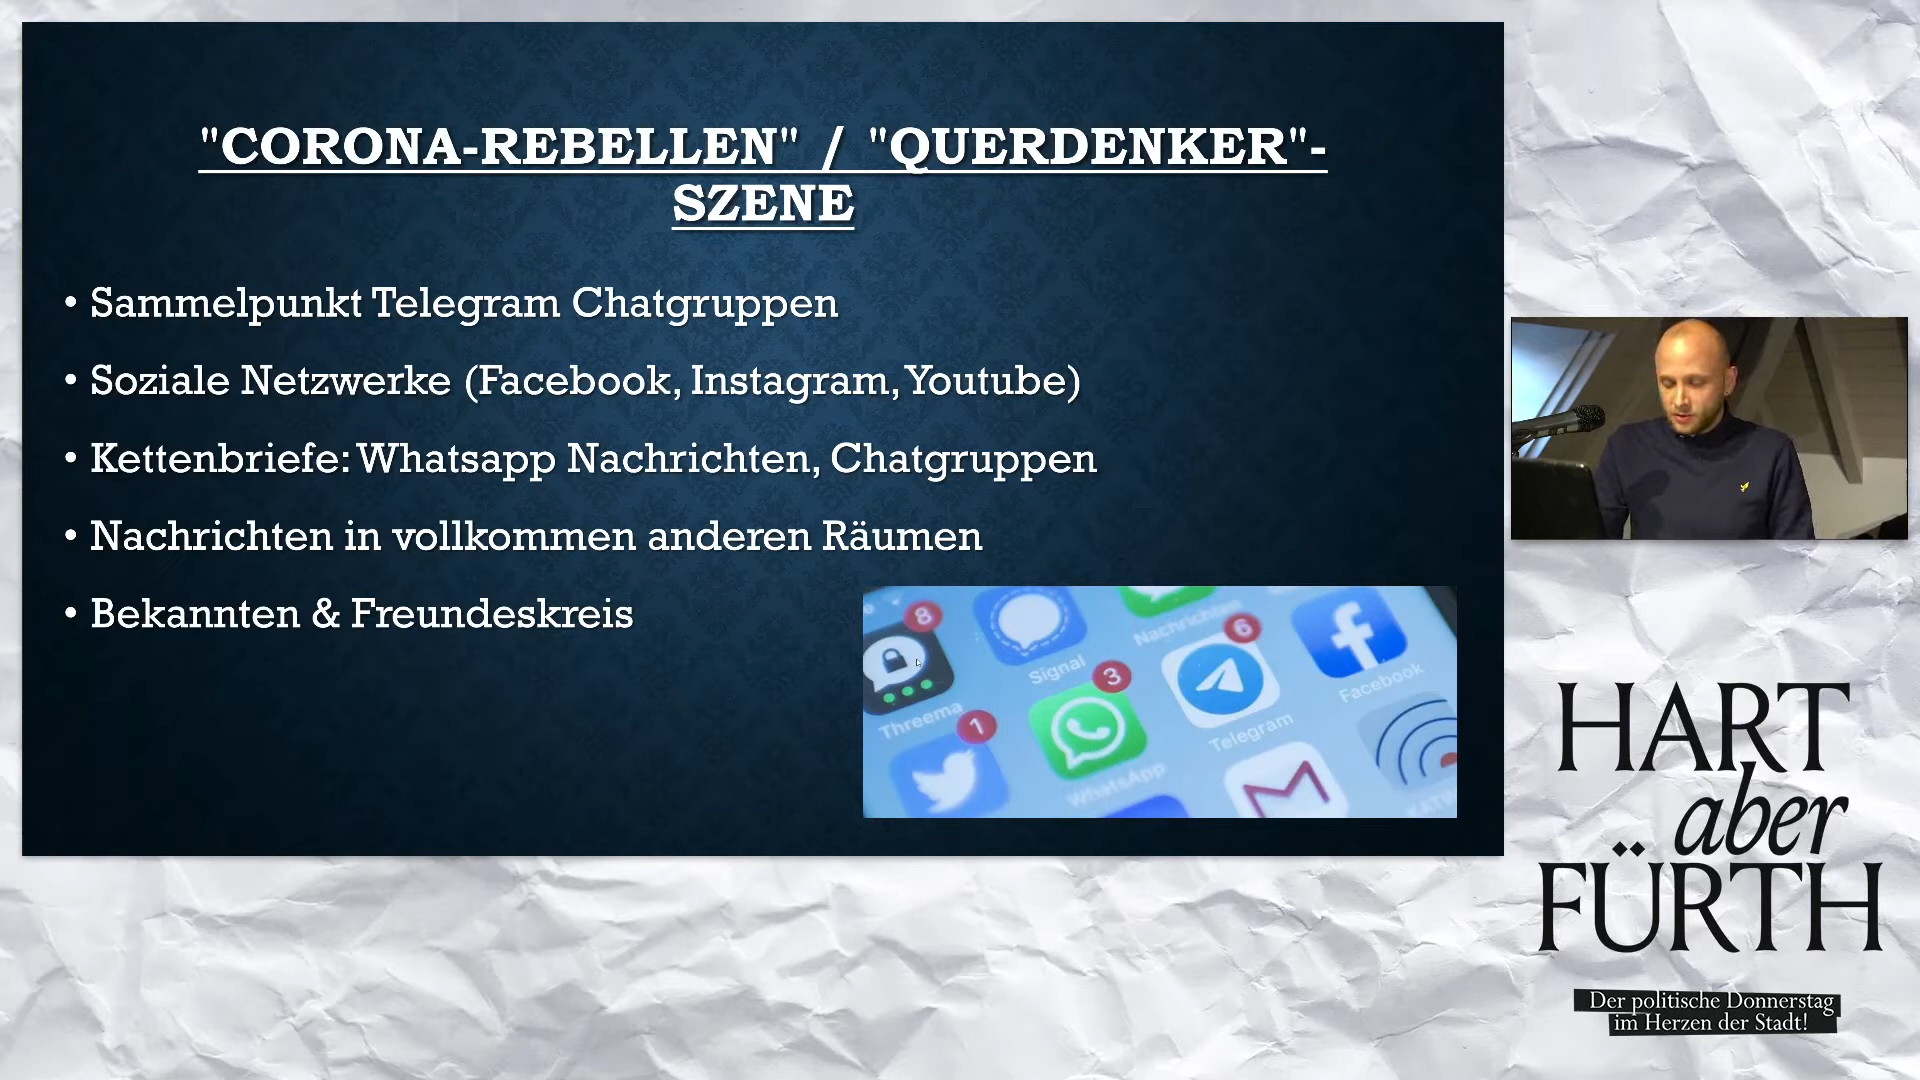 "CORONA-REBELLEN" / "QUERDENKER"-
SZENE
• Sammelpunkt Telegram Chatgruppen
• Soziale Netzwerke (Facebook, Instagram, Youtube)
• Kettenbriefe: Whatsapp Nachrichten, Chatgruppen
• Nachrichten in vollkommen anderen Räumen
• Bekannten & Freundeskreis
8
Signal
Nachrichten
6
Facebook
Threema
3
Telegram
1
WhatsApp
HART
aber
FÜRTH
Der politische Donnerstag
im Herzen der Stadt!